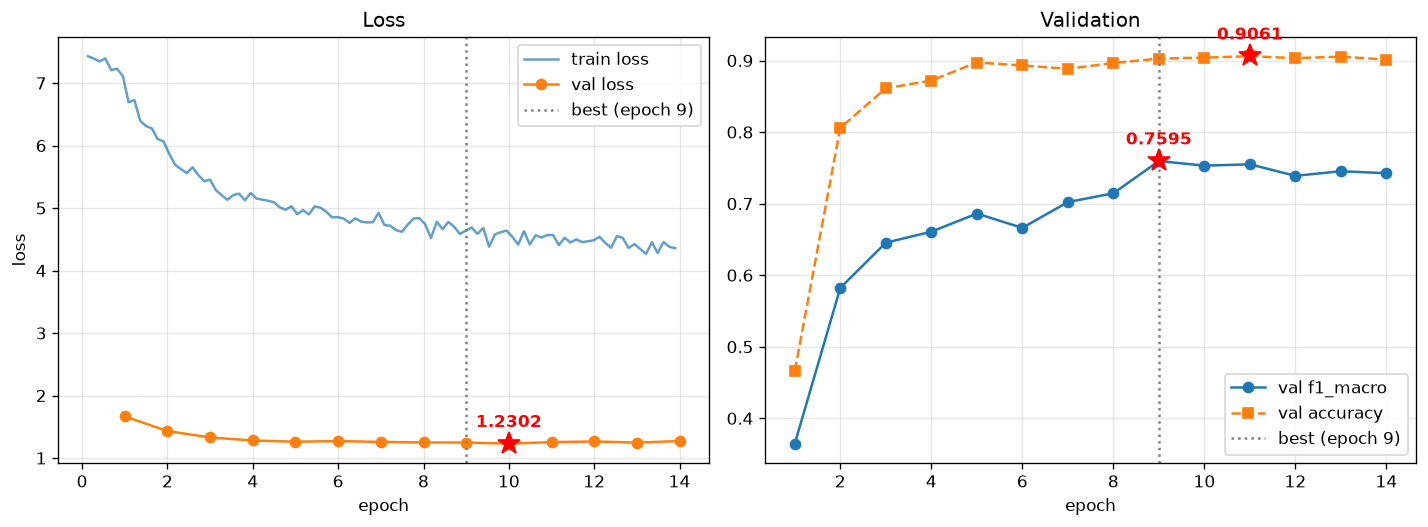 Loss
7
6
5
4
3
2
1
loss
0
2
4
6
8
10
12
14
epoch
train loss
val loss
best (epoch 9)
1.2302
Validation
0.9
0.8
0.7
0.6
0.5
0.4
2
4
6
8
10
12
14
epoch
0.9061
0.7595
val f1_macro
val accuracy
best (epoch 9)